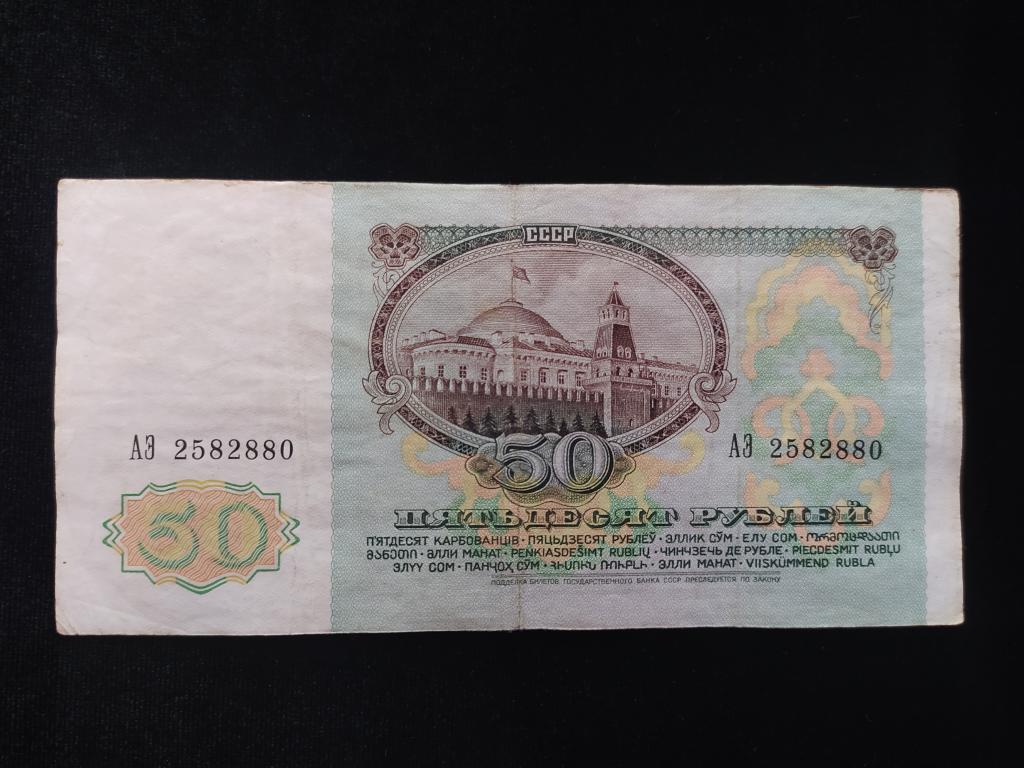 СССР
АЭ 2582880
АЭ 2582880
50
50
ПЯТЬДЕСЯТ РУБЛЕЙ
П'ЯТДЕСЯТ КАРБОВАНЦІВ · ПЯЦЬДЗЕСЯТ РУБЛЁЎ · ЭЛЛИК СЎМ · ЕЛУ СОМ · ორმოცდაათი
მანეთი · ӘЛЛИ МАНАТ · PENKIASDEŠIMT RUBLIŲ · ЧИНЧЗЕЧЬ ДЕ РУБЛЕ · PIECDESMIT RUBĻU
ЭЛҮҮ СОМ · ПАНҶОҲ СӮМ · ՀԻՍՈՒՆ ՌՈՒԲԼԻ · ЭЛЛИ МАНАТ · VIISKÜMMEND RUBLA
ПОДДЕЛКА БИЛЕТОВ ГОСУДАРСТВЕННОГО БАНКА СССР ПРЕСЛЕДУЕТСЯ ПО ЗАКОНУ